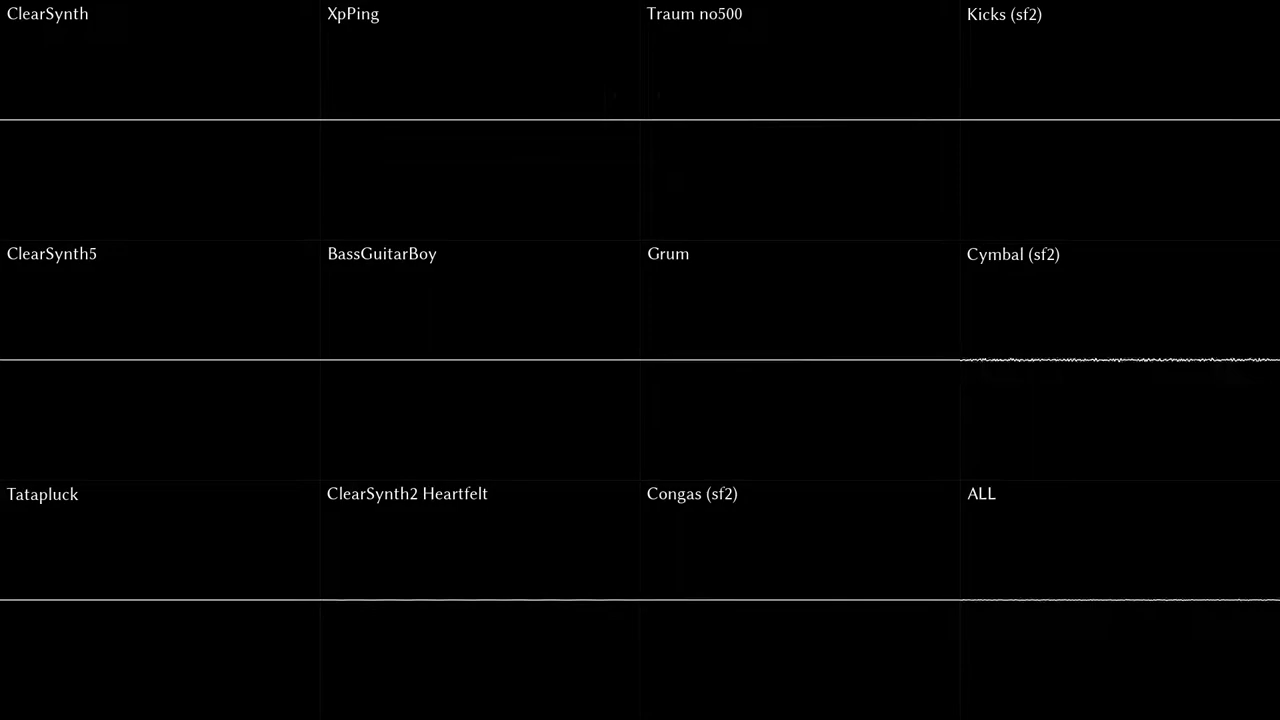 ClearSynth
XpPing
Traum no500
Kicks (sf2)
ClearSynth5
BassGuitarBoy
Grum
Cymbal (sf2)
Tatapluck
ClearSynth2 Heartfelt
Congas (sf2)
ALL